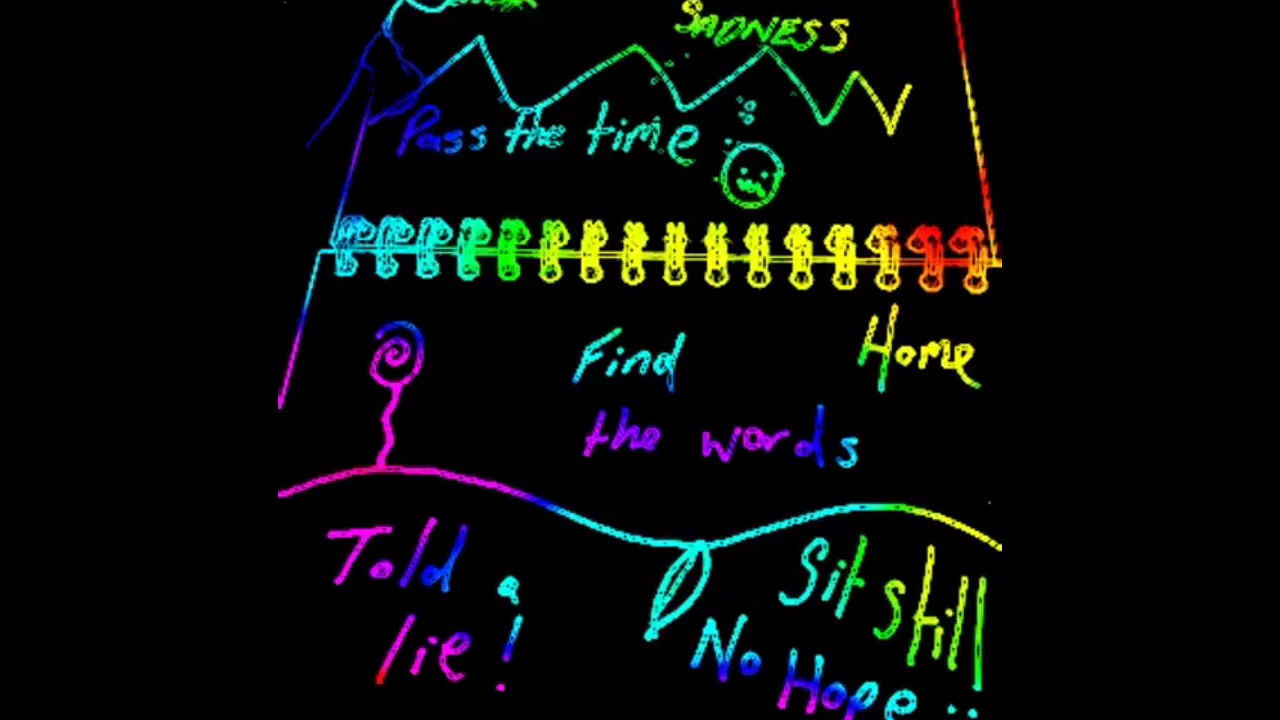 SADNESS
Pass the time
Find Home
the words
Told a
lie!
Sit still
No Hope..!